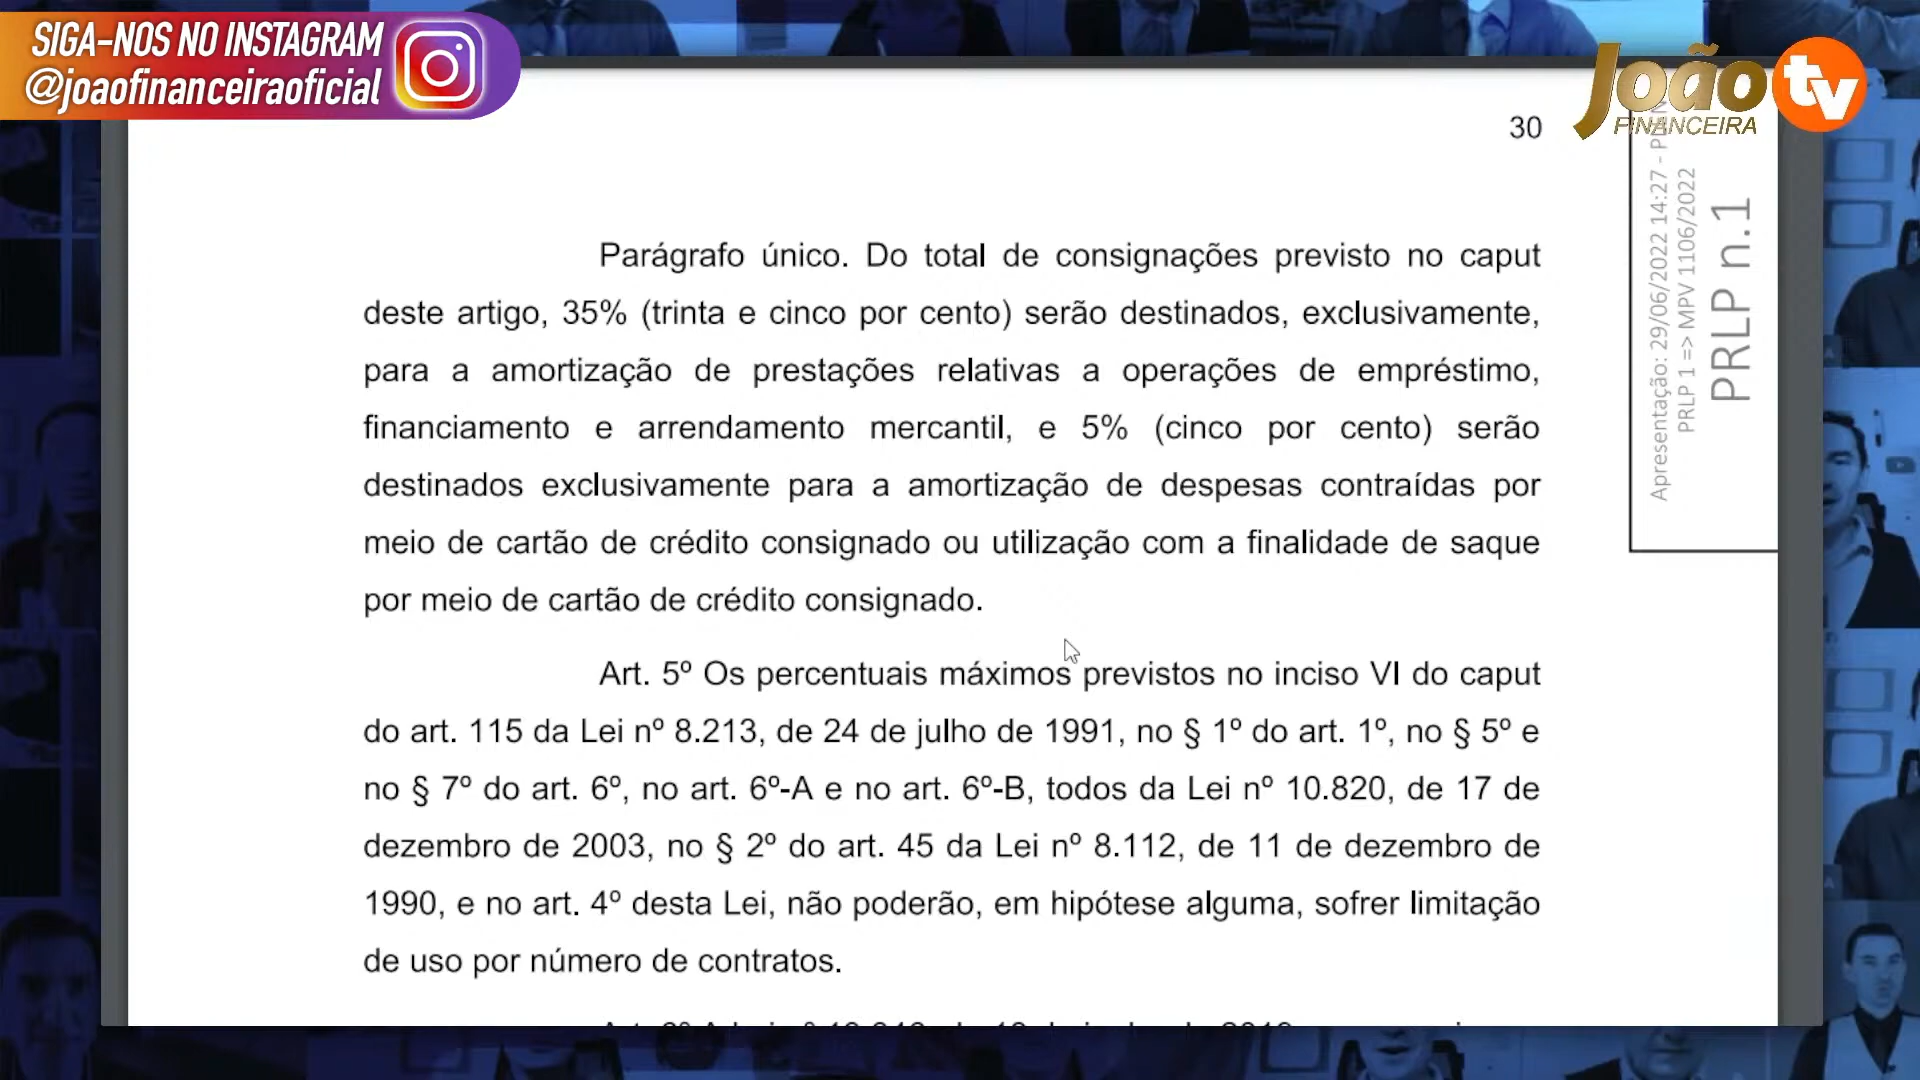 SIGA-NOS NO INSTAGRAM
@joaofinanceiraoficial
João tv
FINANCEIRA
30
Apresentação: 29/06/2022 14:27 -
PRLP 1 => MPV 1106/2022
PRLP n.1
Parágrafo único. Do total de consignações previsto no caput
deste artigo, 35% (trinta e cinco por cento) serão destinados, exclusivamente,
para a amortização de prestações relativas a operações de empréstimo,
financiamento e arrendamento mercantil, e 5% (cinco por cento) serão
destinados exclusivamente para a amortização de despesas contraídas por
meio de cartão de crédito consignado ou utilização com a finalidade de saque
por meio de cartão de crédito consignado.
Art. 5º Os percentuais máximos previstos no inciso VI do caput
do art. 115 da Lei nº 8.213, de 24 de julho de 1991, no § 1º do art. 1º, no § 5º e
no § 7º do art. 6º, no art. 6º-A e no art. 6º-B, todos da Lei nº 10.820, de 17 de
dezembro de 2003, no § 2º do art. 45 da Lei nº 8.112, de 11 de dezembro de
1990, e no art. 4º desta Lei, não poderão, em hipótese alguma, sofrer limitação
de uso por número de contratos.